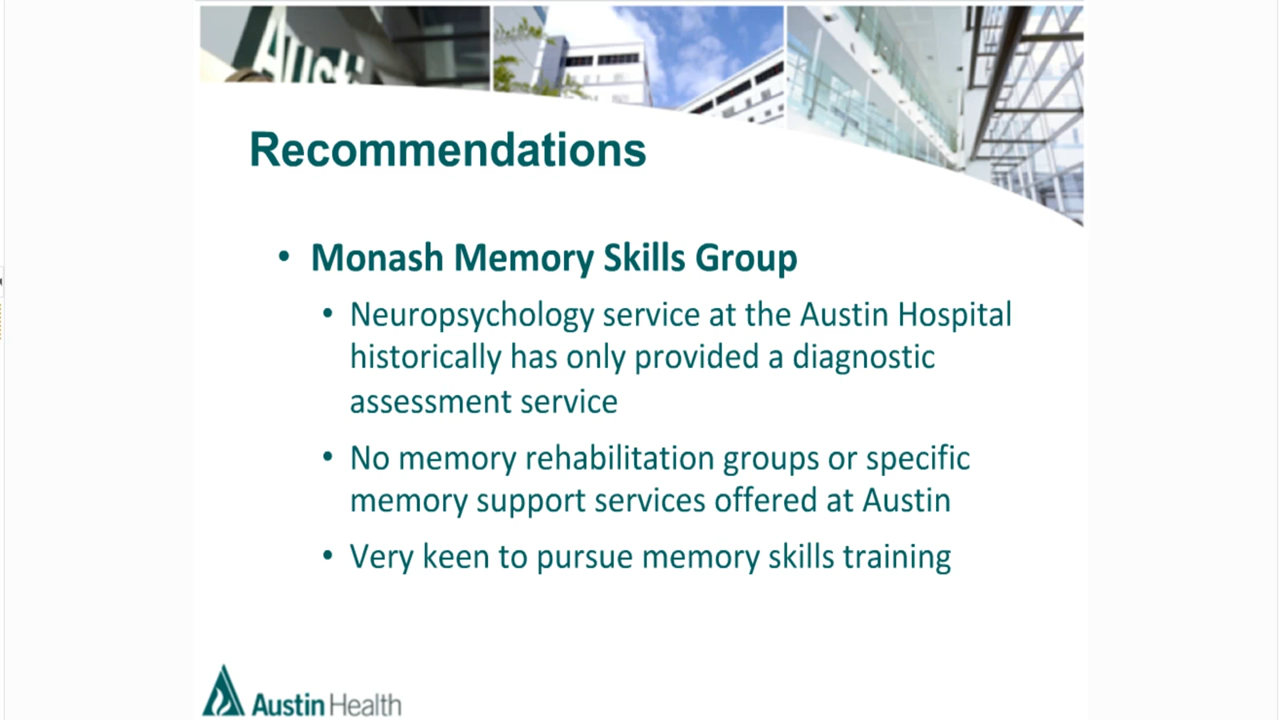 Austi
Recommendations
• Monash Memory Skills Group
• Neuropsychology service at the Austin Hospital
historically has only provided a diagnostic
assessment service
• No memory rehabilitation groups or specific
memory support services offered at Austin
• Very keen to pursue memory skills training
Austin Health